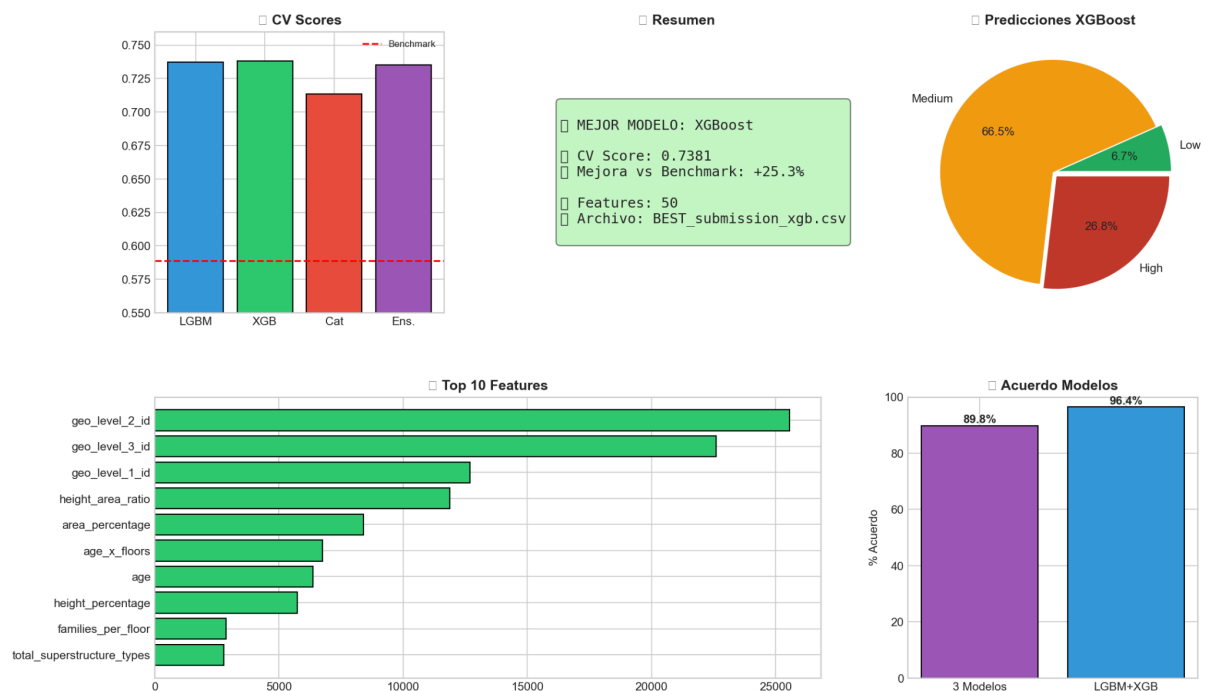 CV Scores
0.750
0.725
0.700
0.675
0.650
0.625
0.600
0.575
0.550
Benchmark
LGBM
XGB
Cat
Ens.
Resumen
MEJOR MODELO: XGBoost
CV Score: 0.7381
Mejora vs Benchmark: +25.3%
Features: 50
Archivo: BEST_submission_xgb.csv
Predicciones XGBoost
Medium
66.5%
Low
6.7%
26.8%
High
Top 10 Features
geo_level_2_id
geo_level_3_id
geo_level_1_id
height_area_ratio
area_percentage
age_x_floors
age
height_percentage
families_per_floor
total_superstructure_types
0
5000
10000
15000
20000
25000
Acuerdo Modelos
% Acuerdo
100
80
60
40
20
0
89.8%
96.4%
3 Modelos
LGBM+XGB